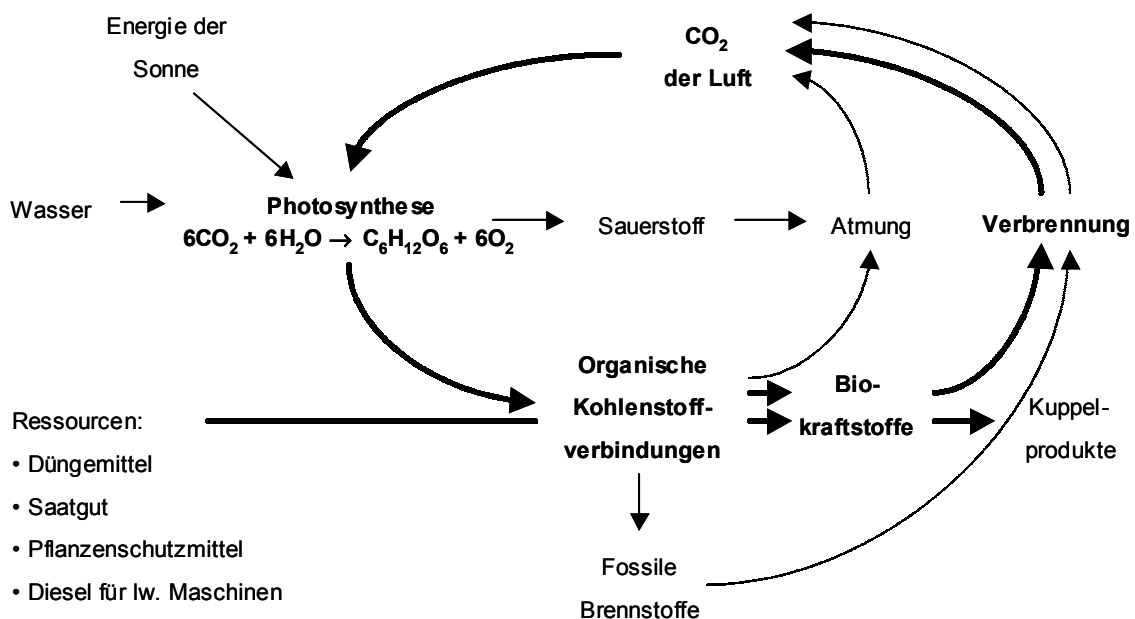 Energie der
Sonne
CO₂
der Luft
Wasser
Photosynthese
6CO₂ + 6H₂O → C₆H₁₂O₆ + 6O₂
Sauerstoff
Atmung
Verbrennung
Organische
Kohlenstoff-
verbindungen
Bio-
kraftstoffe
Kuppel-
produkte
Ressourcen:
• Düngemittel
• Saatgut
• Pflanzenschutzmittel
• Diesel für lw. Maschinen
Fossile
Brennstoffe